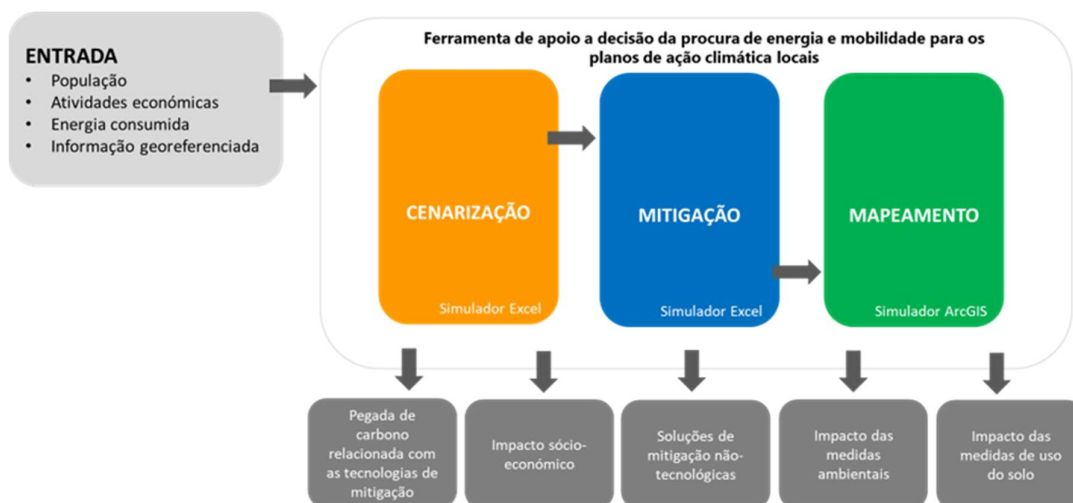 ENTRADA
• População
• Atividades económicas
• Energia consumida
• Informação georeferenciada
Ferramenta de apoio a decisão da procura de energia e mobilidade para os
planos de ação climática locais
CENARIZAÇÃO
Simulador Excel
MITIGAÇÃO
Simulador Excel
MAPEAMENTO
Simulador ArcGIS
Pegada de
carbono
relacionada com
as tecnologias de
mitigação
Impacto sócio-
económico
Soluções de
mitigação não-
tecnológicas
Impacto das
medidas
ambientais
Impacto das
medidas de uso
do solo